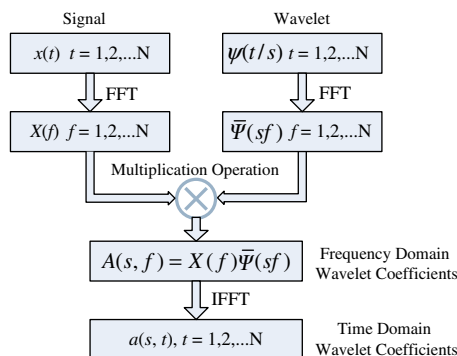 Signal
Wavelet
x(t) t = 1,2,...N
ψ(t/s) t = 1,2,...N
FFT
FFT
X(f) f = 1,2,...N
Ψ̅(sf) f = 1,2,...N
Multiplication Operation
A(s, f) = X(f)Ψ̅(sf)
Frequency Domain
Wavelet Coefficients
IFFT
a(s, t), t = 1,2,...N
Time Domain
Wavelet Coefficients